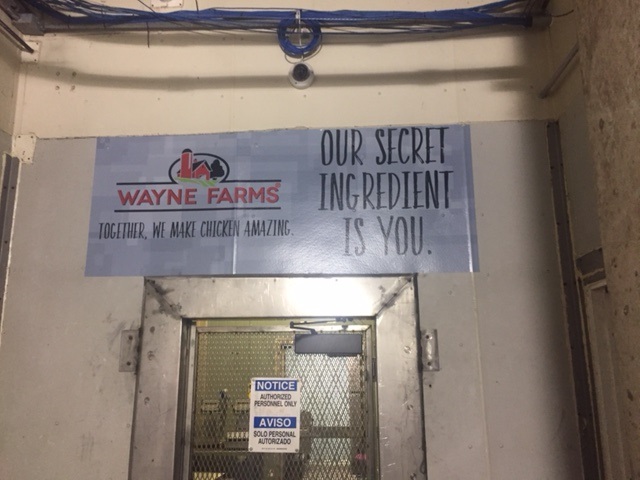 WAYNE FARMS
TOGETHER, WE MAKE CHICKEN AMAZING.
OUR SECRET
INGREDIENT
IS YOU.
NOTICE
AUTHORIZED
PERSONNEL ONLY
AVISO
SOLO PERSONAL
AUTORIZADO